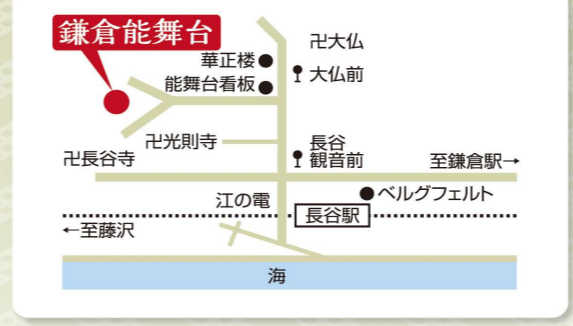 鎌倉能舞台
卍大仏
華正楼
大仏前
能舞台看板
卍光則寺
長谷
観音前
卍長谷寺
至鎌倉駅→
ベルグフェルト
江の電
長谷駅
←至藤沢
海